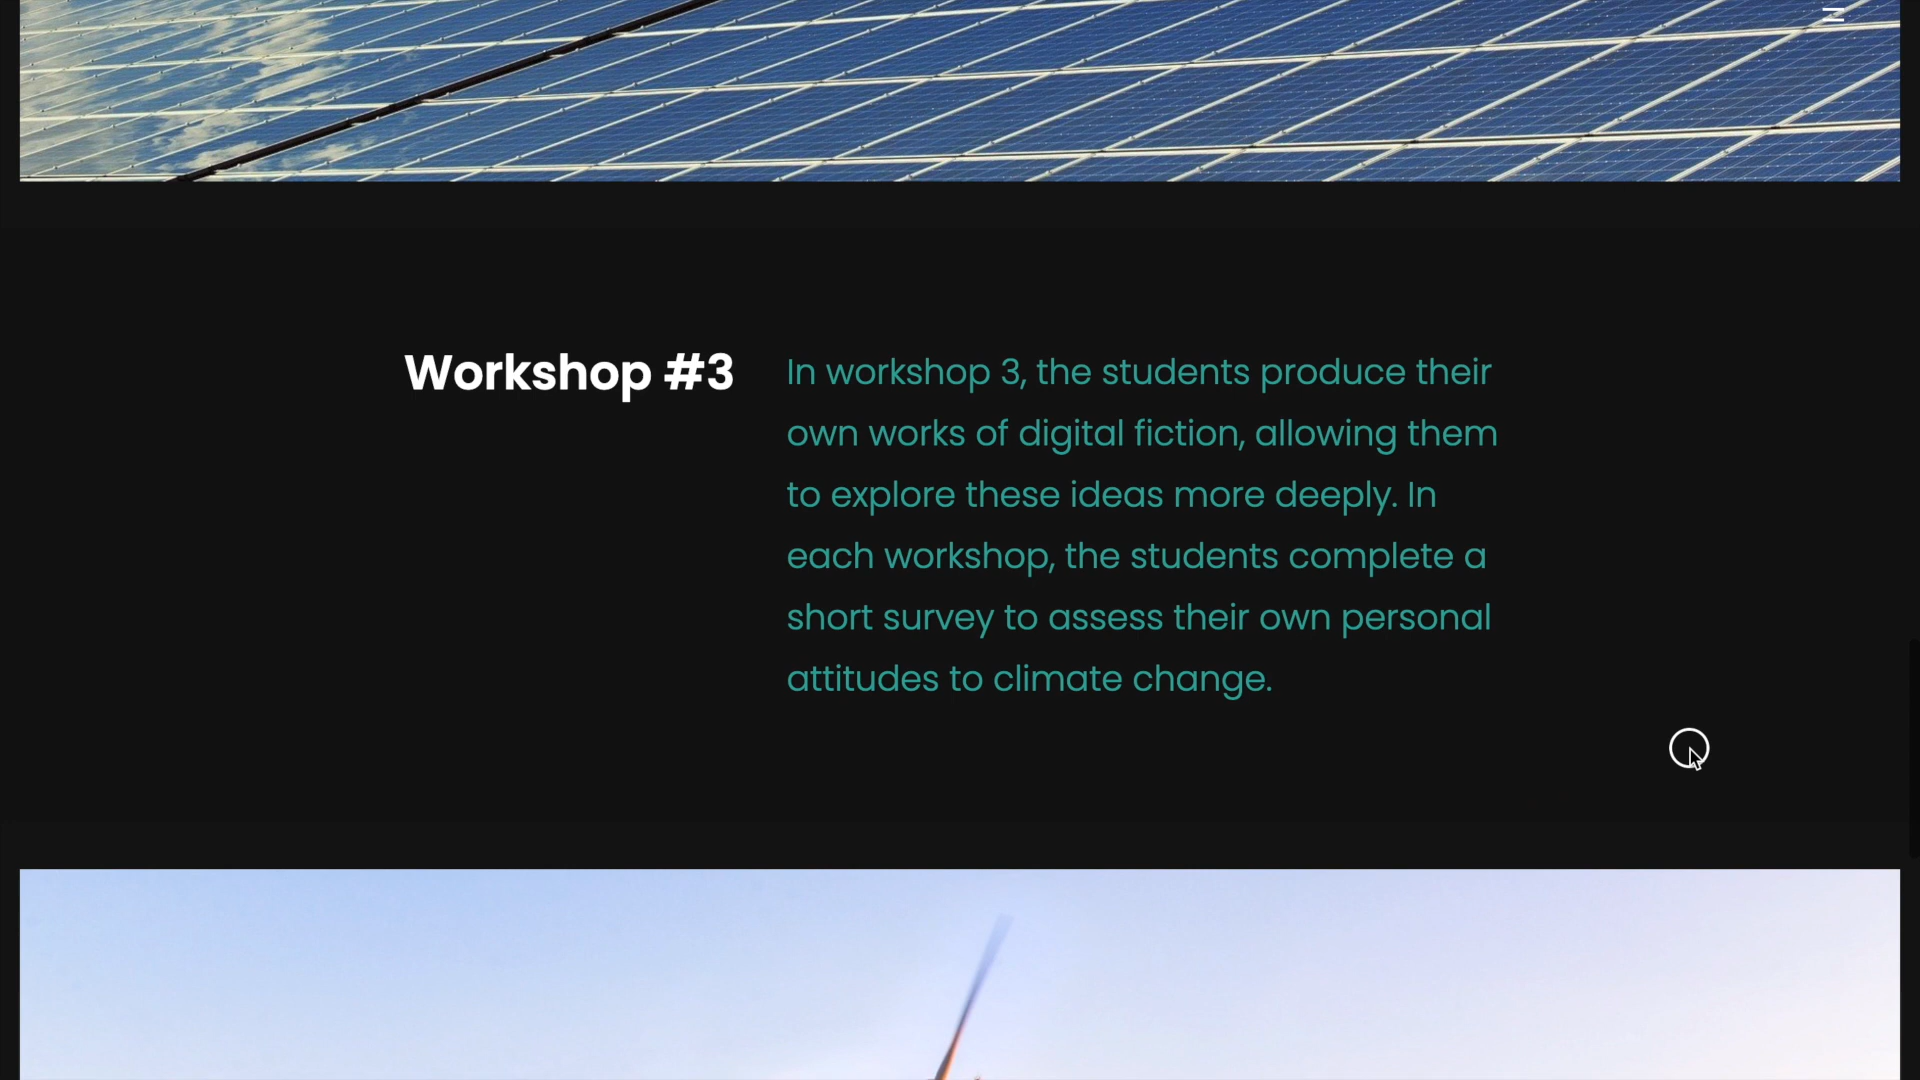 Workshop #3
In workshop 3, the students produce their
own works of digital fiction, allowing them
to explore these ideas more deeply. In
each workshop, the students complete a
short survey to assess their own personal
attitudes to climate change.